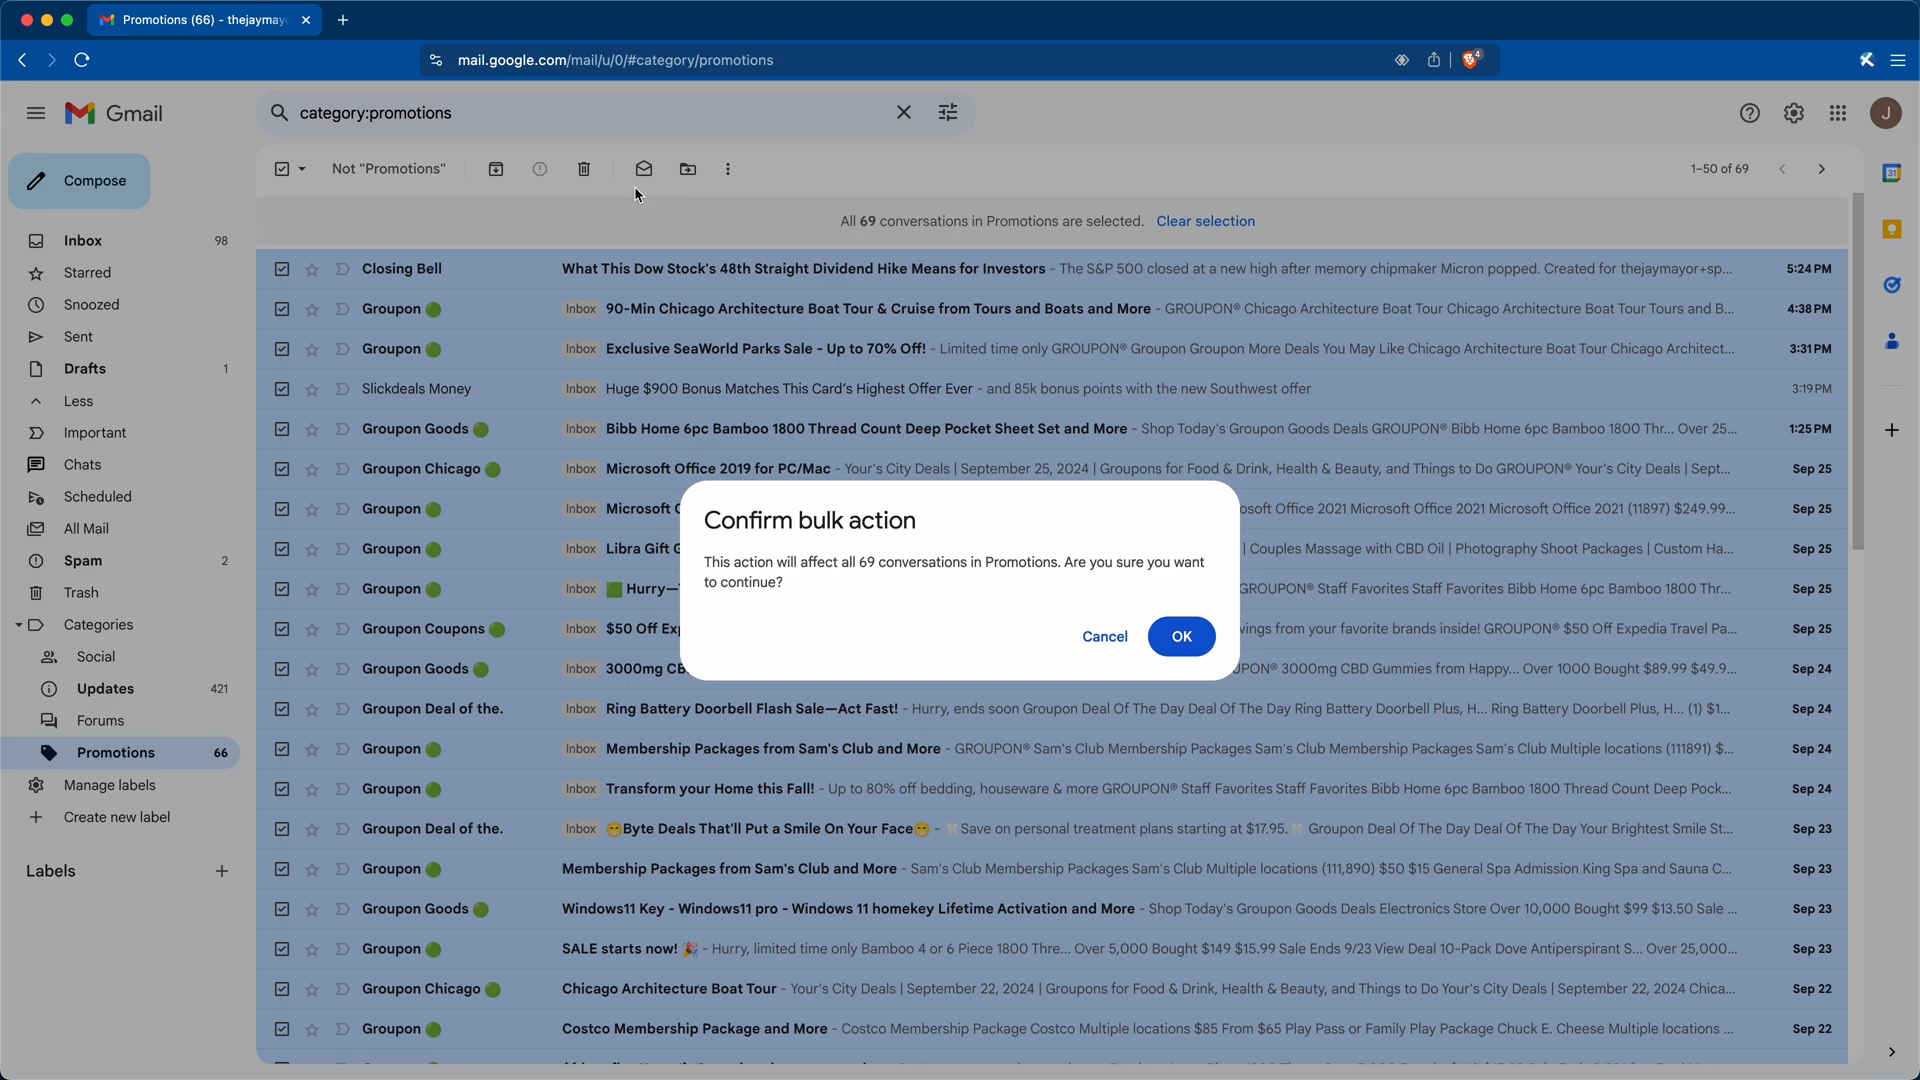 Promotions (66) - thejaymay
mail.google.com/mail/u/0/#category/promotions
4
Gmail
category:promotions
J
Compose
Not "Promotions"
1–50 of 69
31
All 69 conversations in Promotions are selected. Clear selection
Inbox 98
Starred
Snoozed
Sent
Drafts 1
Less
Important
Chats
Scheduled
All Mail
Spam 2
Trash
Categories
Social
Updates 421
Forums
Promotions 66
Manage labels
Create new label
Labels
Closing Bell What This Dow Stock's 48th Straight Dividend Hike Means for Investors - The S&P 500 closed at a new high after memory chipmaker Micron popped. Created for thejaymayor+sp... 5:24 PM
Groupon Inbox 90-Min Chicago Architecture Boat Tour & Cruise from Tours and Boats and More - GROUPON® Chicago Architecture Boat Tour Chicago Architecture Boat Tour Tours and B... 4:38 PM
Groupon Inbox Exclusive SeaWorld Parks Sale - Up to 70% Off! - Limited time only GROUPON® Groupon Groupon More Deals You May Like Chicago Architecture Boat Tour Chicago Architect... 3:31 PM
Slickdeals Money Inbox Huge $900 Bonus Matches This Card's Highest Offer Ever - and 85k bonus points with the new Southwest offer 3:19 PM
Groupon Goods Inbox Bibb Home 6pc Bamboo 1800 Thread Count Deep Pocket Sheet Set and More - Shop Today's Groupon Goods Deals GROUPON® Bibb Home 6pc Bamboo 1800 Thr... Over 25... 1:25 PM
Groupon Chicago Inbox Microsoft Office 2019 for PC/Mac - Your's City Deals | September 25, 2024 | Groupons for Food & Drink, Health & Beauty, and Things to Do GROUPON® Your's City Deals | Sept... Sep 25
Groupon Inbox Microsoft Office 2021 Microsoft Office 2021 Microsoft Office 2021 (11897) $249.99... Sep 25
Groupon Inbox Libra Gift | Couples Massage with CBD Oil | Photography Shoot Packages | Custom Ha... Sep 25
Groupon Inbox Hurry— GROUPON® Staff Favorites Staff Favorites Bibb Home 6pc Bamboo 1800 Thr... Sep 25
Groupon Coupons Inbox $50 Off Exp vings from your favorite brands inside! GROUPON® $50 Off Expedia Travel Pa... Sep 25
Groupon Goods Inbox 3000mg CB UPON® 3000mg CBD Gummies from Happy... Over 1000 Bought $89.99 $49.9... Sep 24
Confirm bulk action
This action will affect all 69 conversations in Promotions. Are you sure you want
to continue?
Cancel OK
Groupon Deal of the. Inbox Ring Battery Doorbell Flash Sale—Act Fast! - Hurry, ends soon Groupon Deal Of The Day Deal Of The Day Ring Battery Doorbell Plus, H... Ring Battery Doorbell Plus, H... (1) $1... Sep 24
Groupon Inbox Membership Packages from Sam's Club and More - GROUPON® Sam's Club Membership Packages Sam's Club Membership Packages Sam's Club Multiple locations (111891) $... Sep 24
Groupon Inbox Transform your Home this Fall! - Up to 80% off bedding, houseware & more GROUPON® Staff Favorites Staff Favorites Bibb Home 6pc Bamboo 1800 Thread Count Deep Pock... Sep 24
Groupon Deal of the. Inbox 😁Byte Deals That'll Put a Smile On Your Face😁 - 🦷Save on personal treatment plans starting at $17.95.🦷 Groupon Deal Of The Day Deal Of The Day Your Brightest Smile St... Sep 23
Groupon Membership Packages from Sam's Club and More - Sam's Club Membership Packages Sam's Club Multiple locations (111,890) $50 $15 General Spa Admission King Spa and Sauna C... Sep 23
Groupon Goods Windows11 Key - Windows11 pro - Windows 11 homekey Lifetime Activation and More - Shop Today's Groupon Goods Deals Electronics Store Over 10,000 Bought $99 $13.50 Sale ... Sep 23
Groupon SALE starts now! 🎉 - Hurry, limited time only Bamboo 4 or 6 Piece 1800 Thre... Over 5,000 Bought $149 $15.99 Sale Ends 9/23 View Deal 10-Pack Dove Antiperspirant S... Over 25,000... Sep 23
Groupon Chicago Chicago Architecture Boat Tour - Your's City Deals | September 22, 2024 | Groupons for Food & Drink, Health & Beauty, and Things to Do Your's City Deals | September 22, 2024 Chica... Sep 22
Groupon Costco Membership Package and More - Costco Membership Package Costco Multiple locations $85 From $65 Play Pass or Family Play Package Chuck E. Cheese Multiple locations ... Sep 22